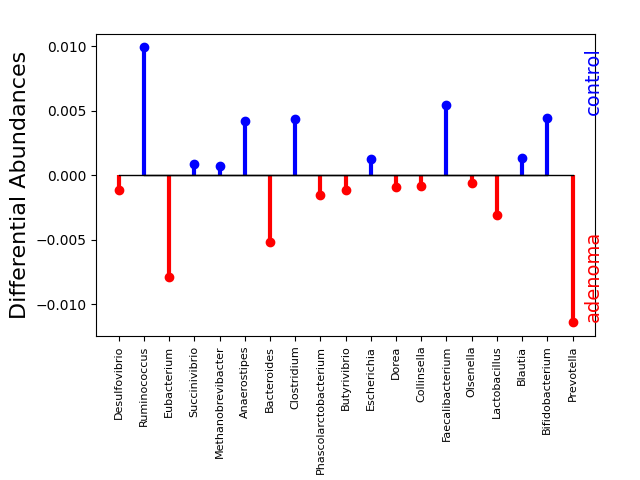 Differential Abundances
0.010
0.005
0.000
−0.005
−0.010
control
adenoma
Desulfovibrio
Ruminococcus
Eubacterium
Succinivibrio
Methanobrevibacter
Anaerostipes
Bacteroides
Clostridium
Phascolarctobacterium
Butyrivibrio
Escherichia
Dorea
Collinsella
Faecalibacterium
Olsenella
Lactobacillus
Blautia
Bifidobacterium
Prevotella